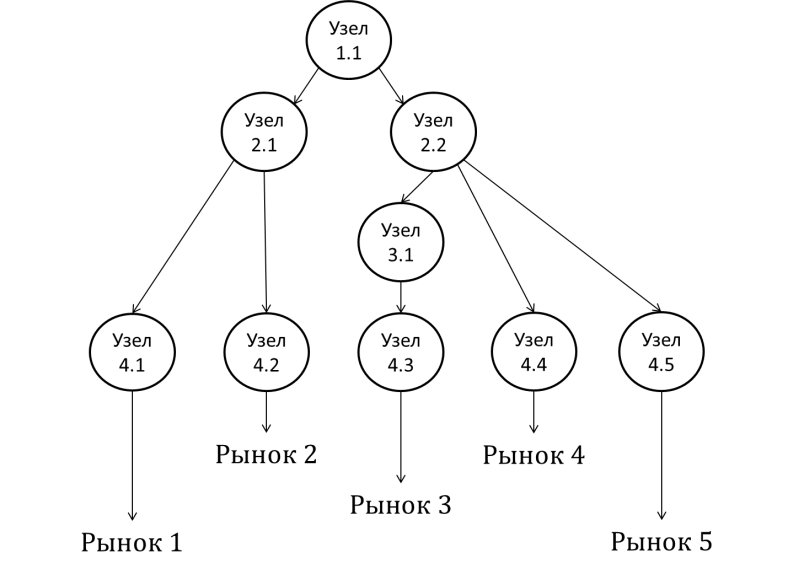 Узел
1.1
Узел
2.1
Узел
2.2
Узел
3.1
Узел
4.1
Узел
4.2
Узел
4.3
Узел
4.4
Узел
4.5
Рынок 2
Рынок 4
Рынок 3
Рынок 1
Рынок 5